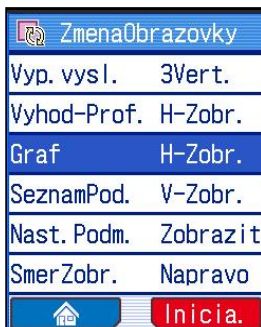 ZmenaObrazovky
Vyp. vysl. 3Vert.
Vyhod-Prof. H-Zobr.
Graf H-Zobr.
SeznamPod. V-Zobr.
Nast. Podm. Zobrazit
SmerZobr. Napravo
Inicia.